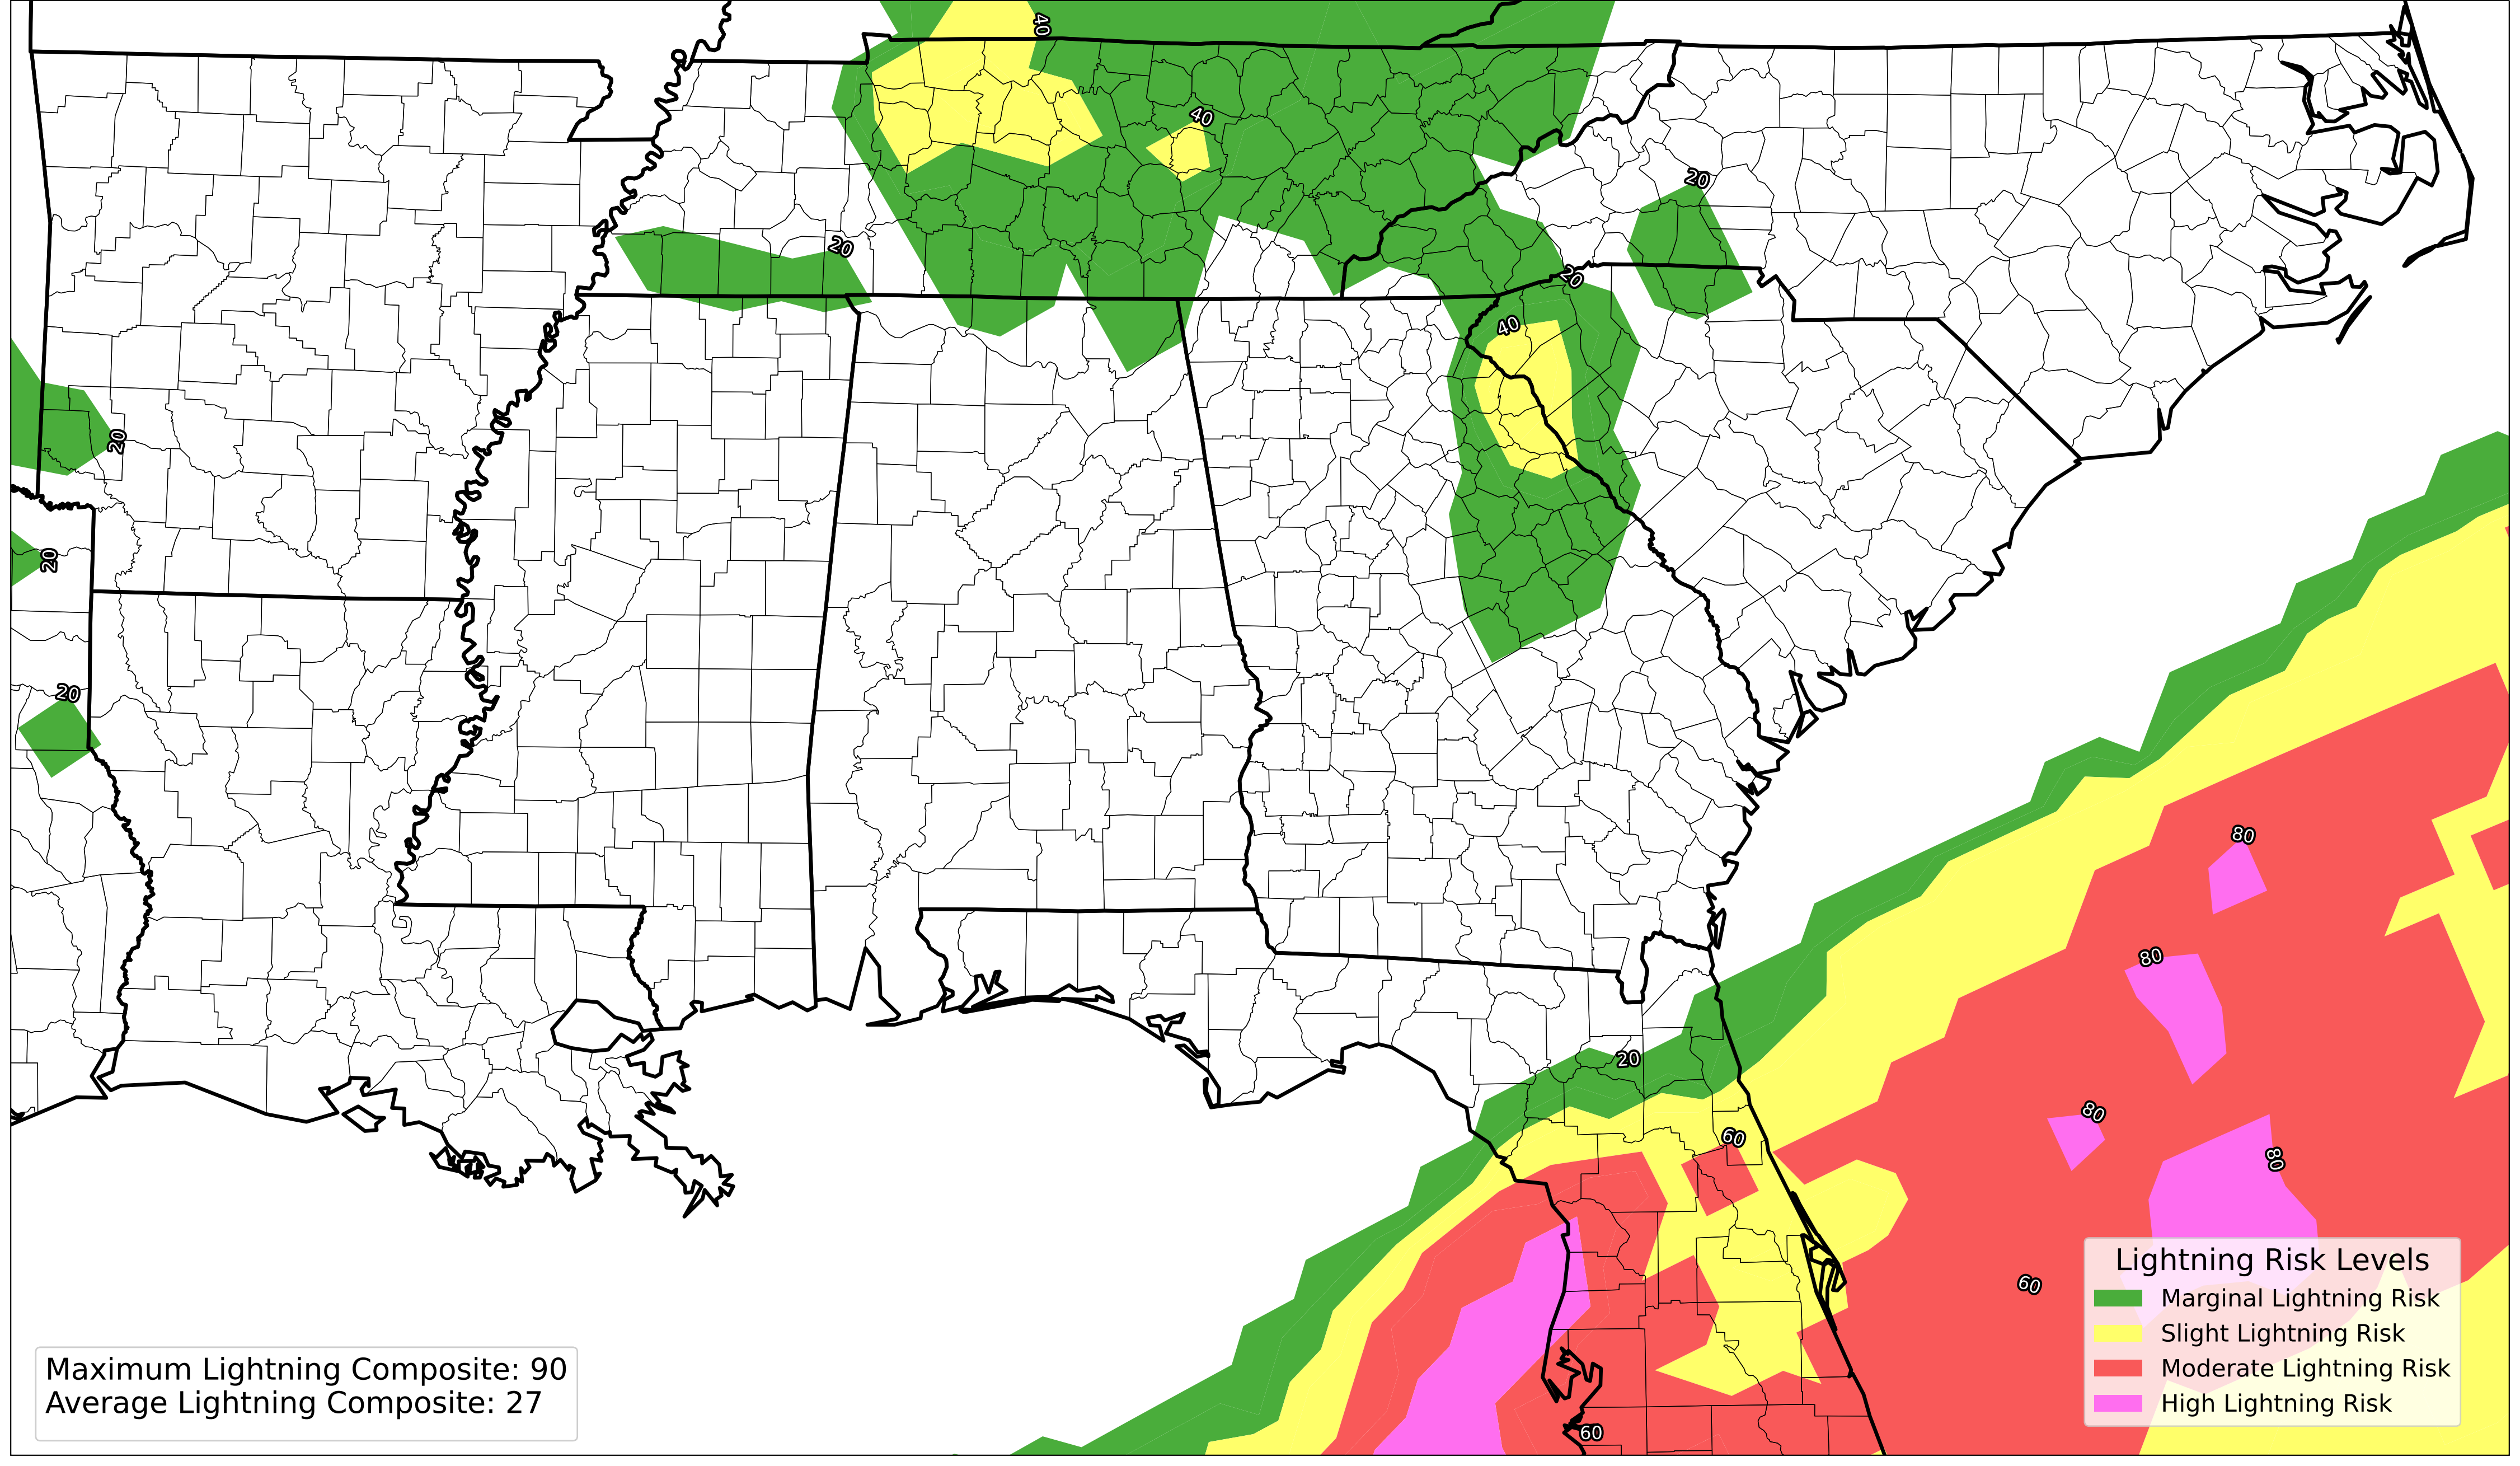 40
40
20
20
20
40
20
20
20
20
80
80
80
80
60
60
60
Lightning Risk Levels
Marginal Lightning Risk
Slight Lightning Risk
Moderate Lightning Risk
High Lightning Risk
Maximum Lightning Composite: 90
Average Lightning Composite: 27